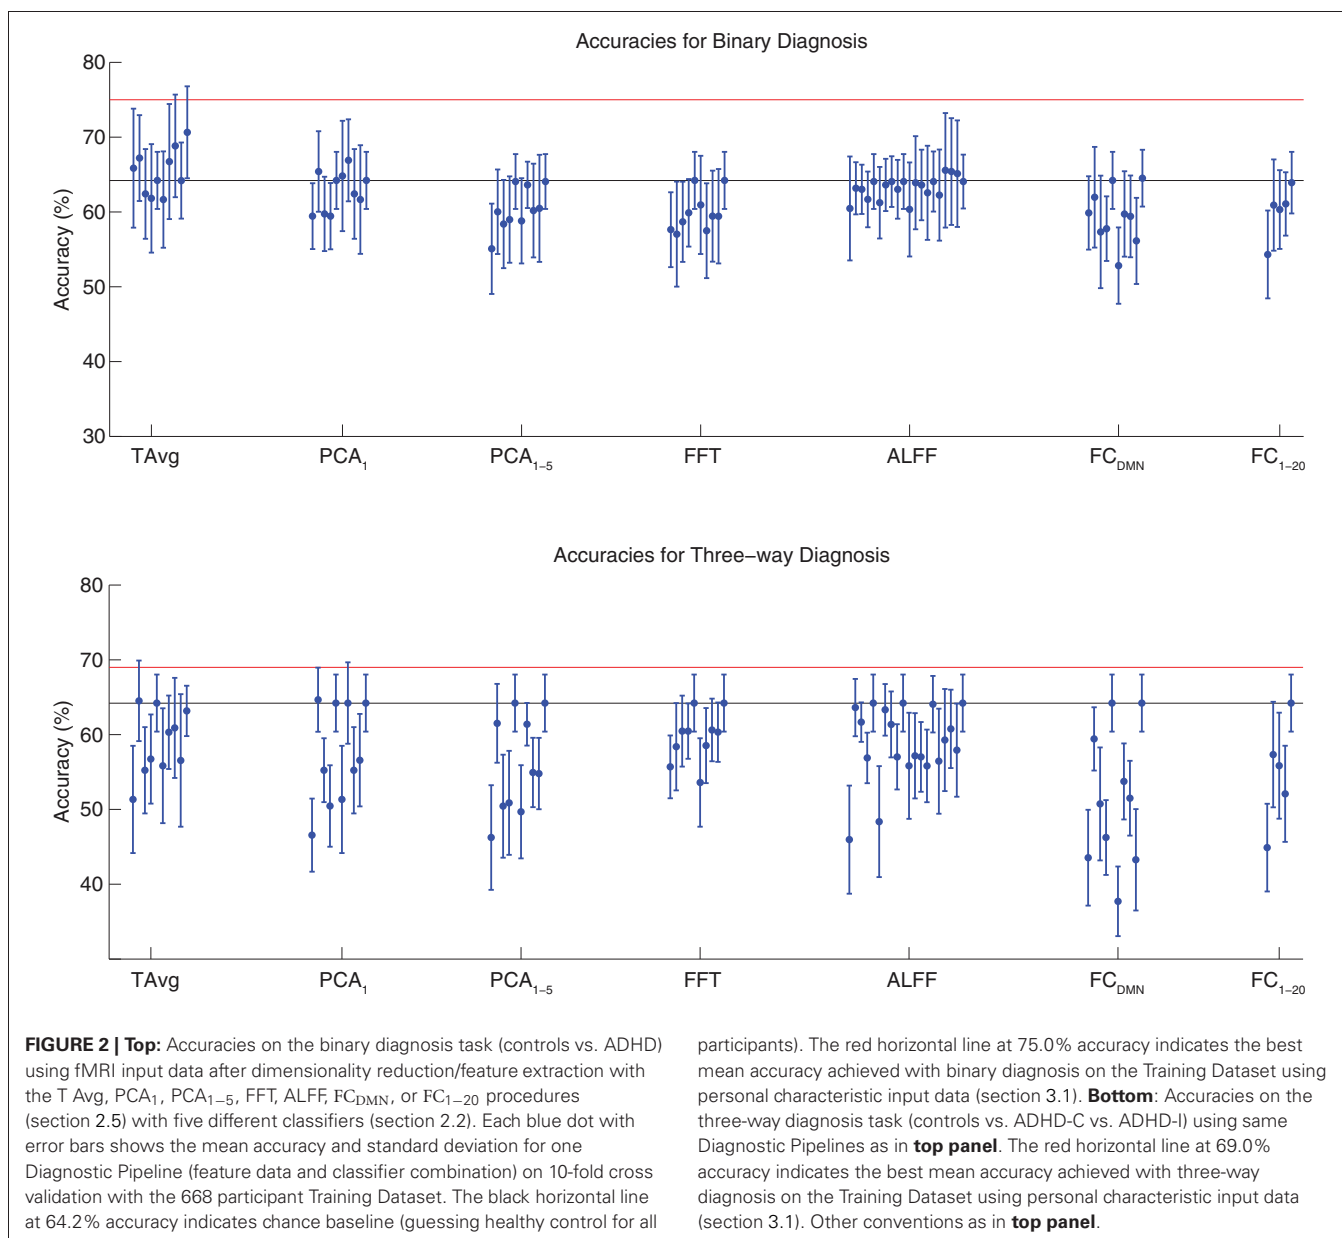 Accuracies for Binary Diagnosis
80
70
60
50
40
30
Accuracy (%)
TAvg PCA1 PCA1−5 FFT ALFF FCDMN FC1−20
Accuracies for Three−way Diagnosis
80
70
60
50
40
Accuracy (%)
TAvg PCA1 PCA1−5 FFT ALFF FCDMN FC1−20
FIGURE 2 | Top: Accuracies on the binary diagnosis task (controls vs. ADHD)
using fMRI input data after dimensionality reduction/feature extraction with
the T Avg, PCA1, PCA1−5, FFT, ALFF, FCDMN, or FC1−20 procedures
(section 2.5) with five different classifiers (section 2.2). Each blue dot with
error bars shows the mean accuracy and standard deviation for one
Diagnostic Pipeline (feature data and classifier combination) on 10-fold cross
validation with the 668 participant Training Dataset. The black horizontal line
at 64.2% accuracy indicates chance baseline (guessing healthy control for all
participants). The red horizontal line at 75.0% accuracy indicates the best
mean accuracy achieved with binary diagnosis on the Training Dataset using
personal characteristic input data (section 3.1). Bottom: Accuracies on the
three-way diagnosis task (controls vs. ADHD-C vs. ADHD-I) using same
Diagnostic Pipelines as in top panel. The red horizontal line at 69.0%
accuracy indicates the best mean accuracy achieved with three-way
diagnosis on the Training Dataset using personal characteristic input data
(section 3.1). Other conventions as in top panel.